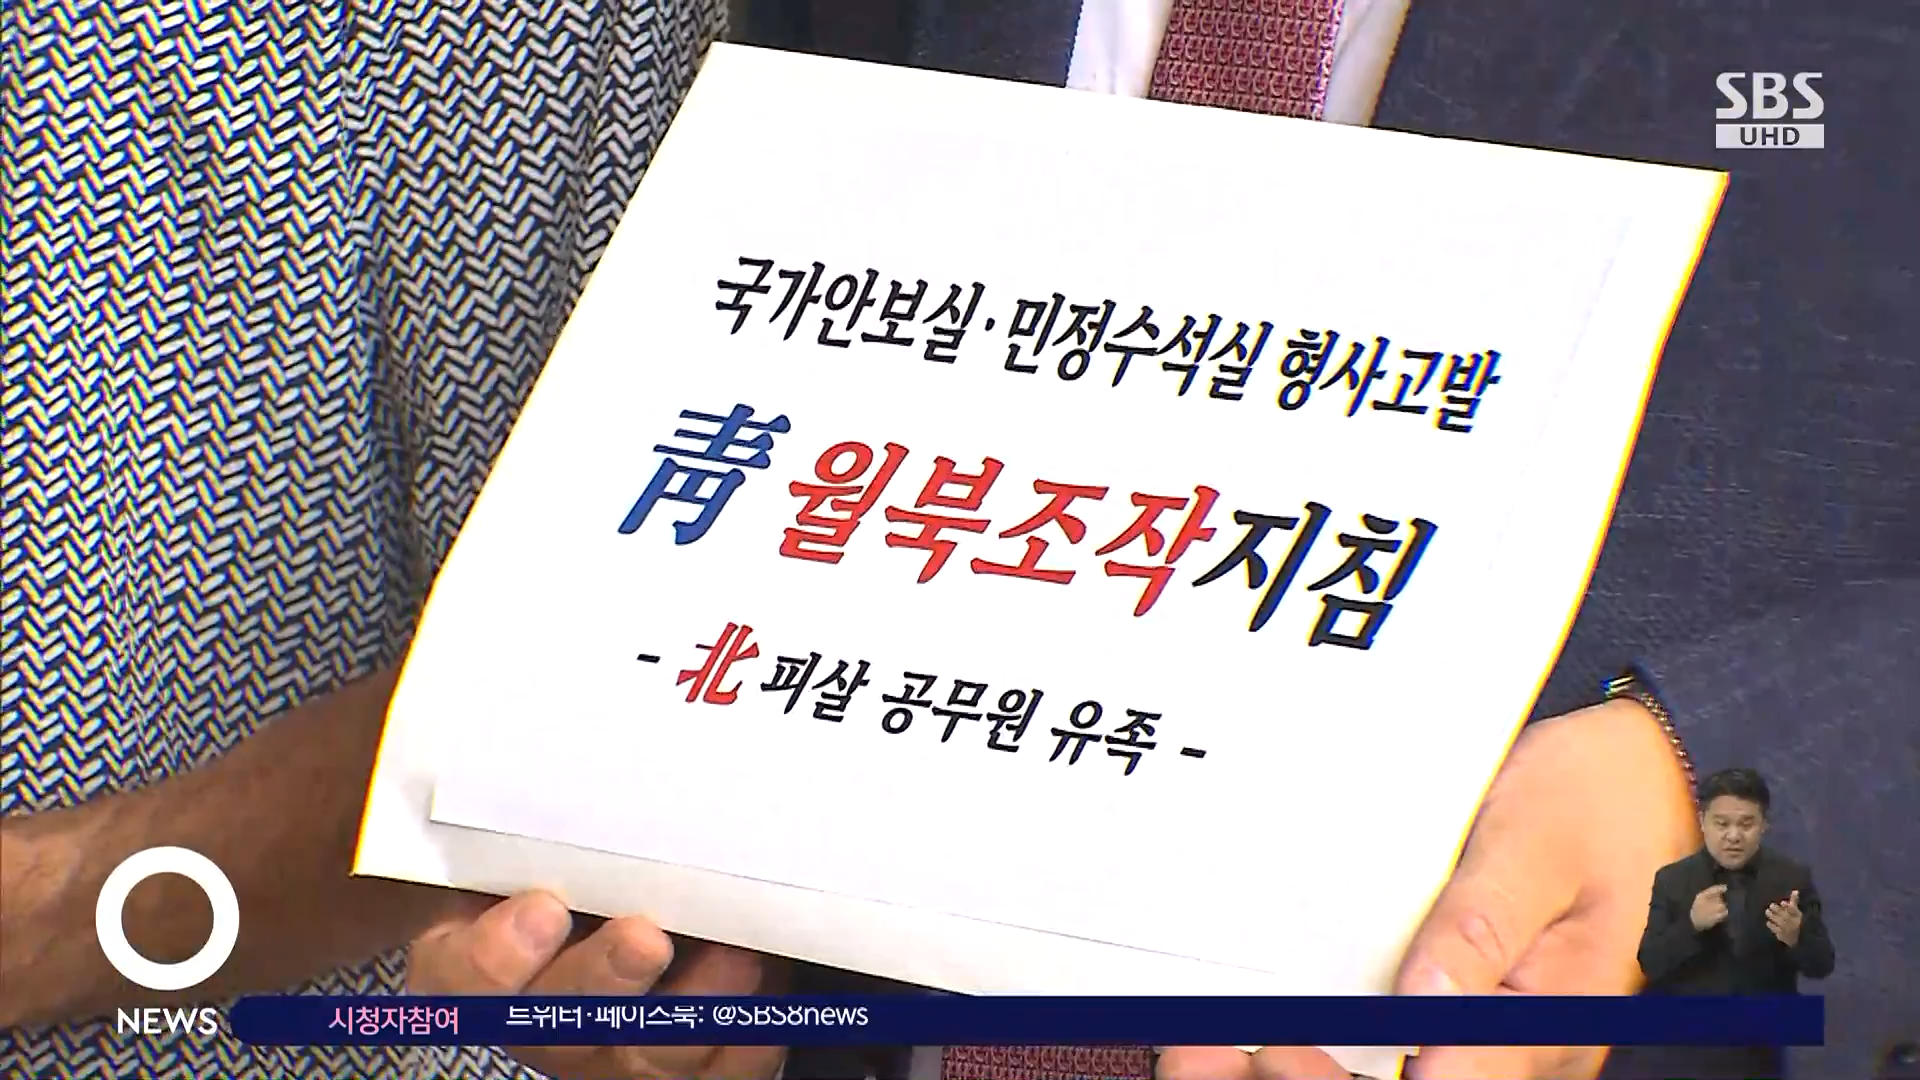 SBS
UHD
국가안보실·민정수석실 형사고발
靑 월북조작지침
- 北 피살 공무원 유족 -
NEWS
시청자참여 트위터·페이스북: @SBS8news